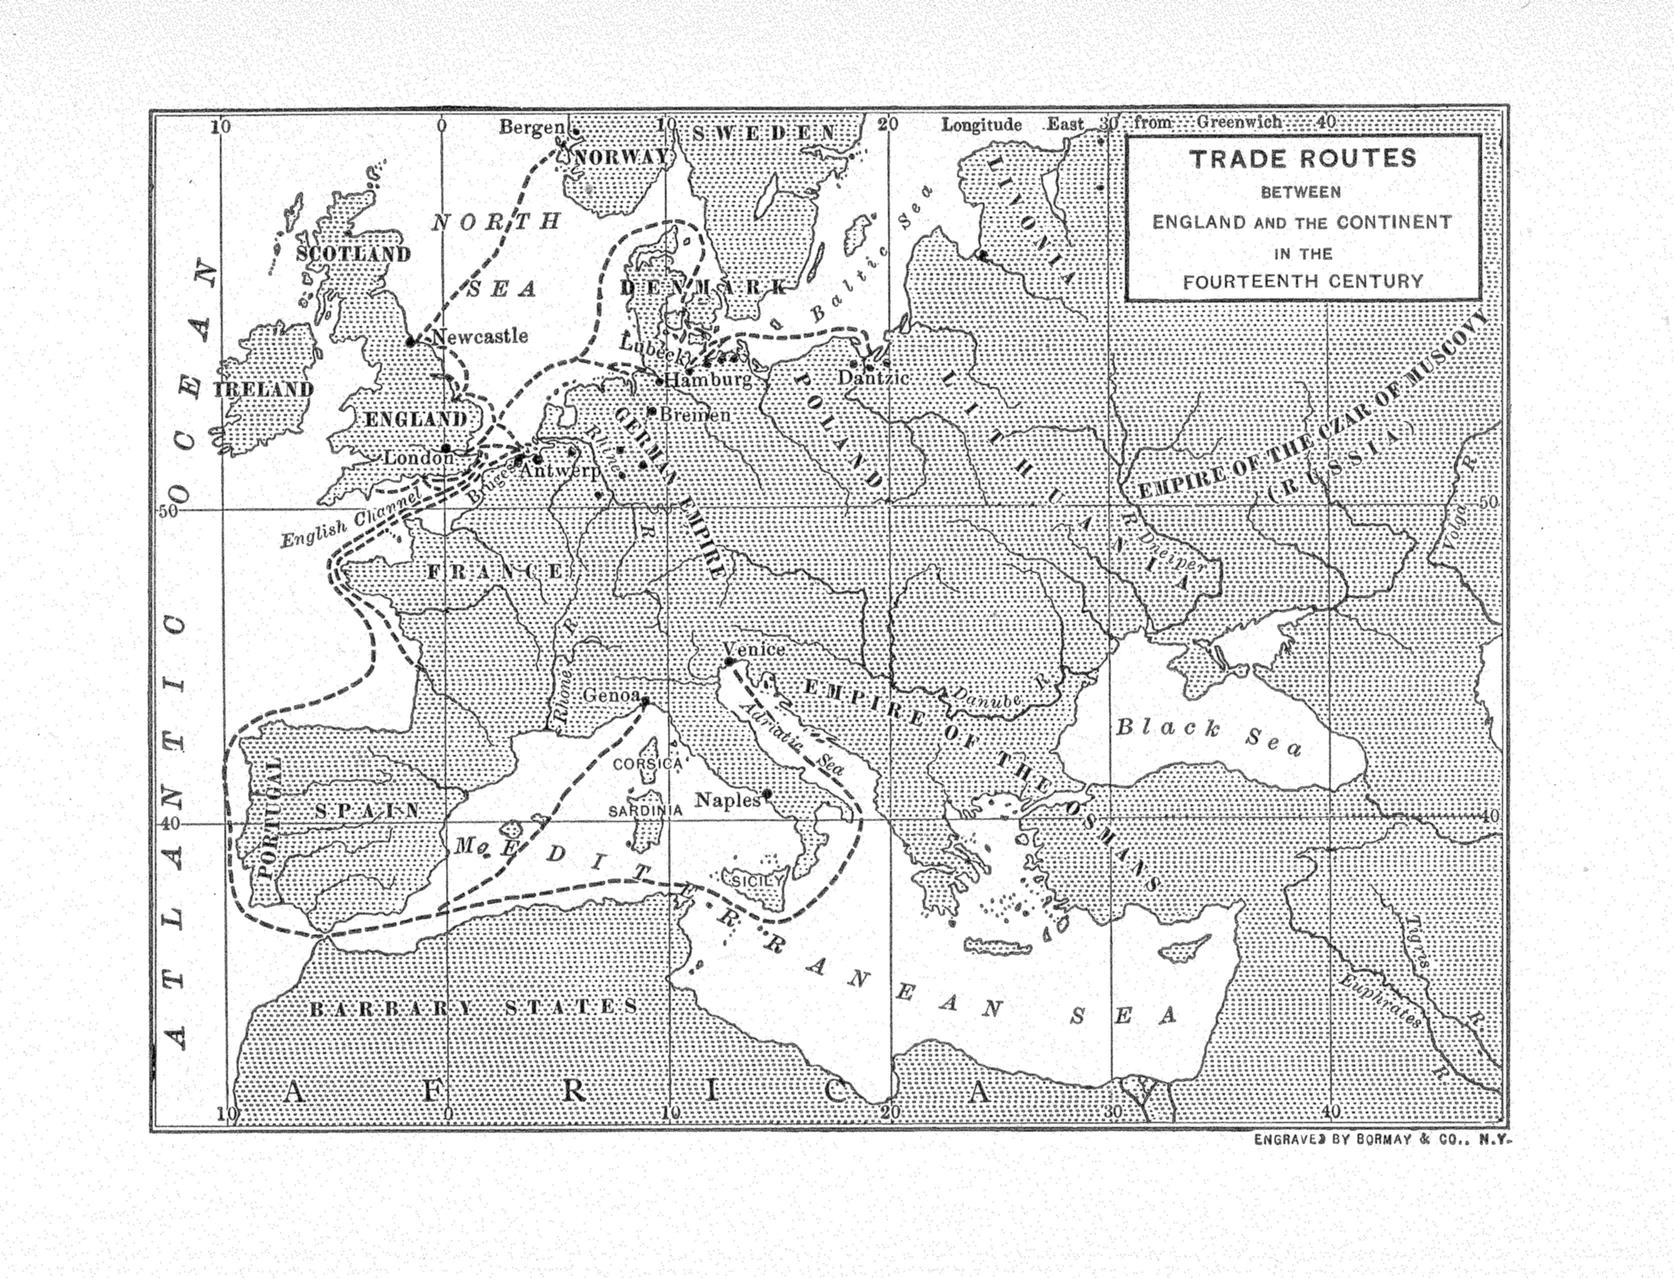 10 0 Bergen 10 SWEDEN 20 Longitude East 30 from Greenwich 40
TRADE ROUTES
BETWEEN
ENGLAND AND THE CONTINENT
IN THE
FOURTEENTH CENTURY
NORWAY
LIVONIA
NORTH
SEA
SCOTLAND
DENMARK
Baltic Sea
Newcastle
Lubeck
IRELAND
Hamburg
Dantzic
ENGLAND
Bremen
POLAND
LITHUANIA
EMPIRE OF THE CZAR OF MUSCOVY
(RUSSIA)
London
Antwerp
Bruges
Rhine
R
GERMAN EMPIRE
English Channel
50
50
Volga R
R
Dneiper
FRANCE
ATLANTIC OCEAN
Venice
Rhone R
Genoa
EMPIRE OF THE OSMANS
Danube R
Adriatic Sea
Black Sea
CORSICA
SARDINIA
Naples
PORTUGAL
SPAIN
40
40
MEDITERRANEAN SEA
SICILY
Tigris R
Euphrates R
BARBARY STATES
AFRICA
10 0 10 20 30 40
ENGRAVED BY BORMAY & CO., N.Y.